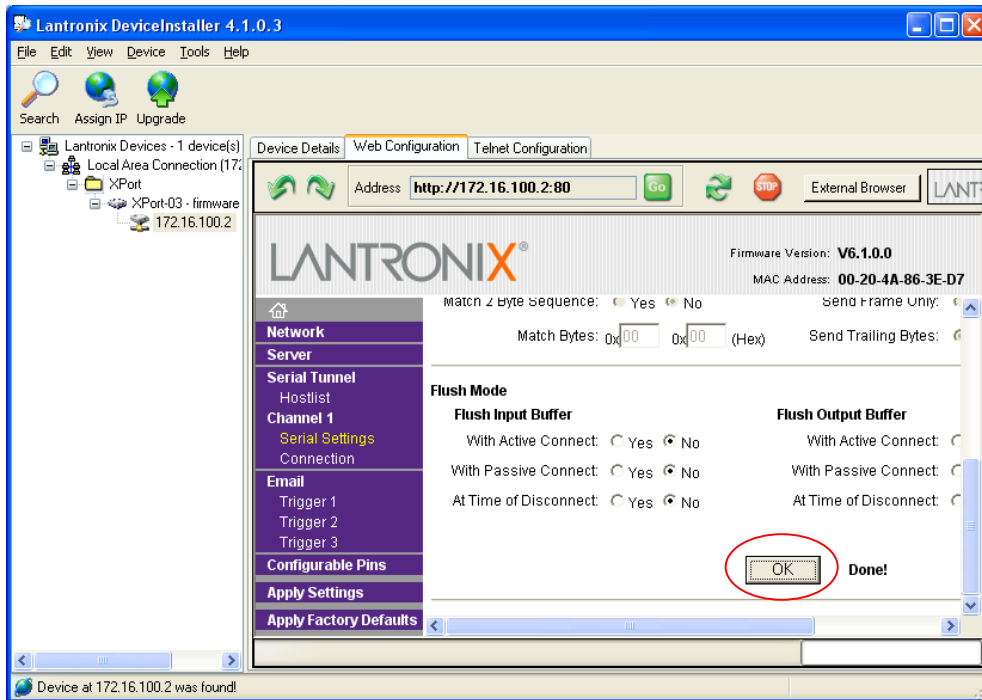 Lantronix DeviceInstaller 4.1.0.3
File Edit View Device Tools Help
Search Assign IP Upgrade
Lantronix Devices - 1 device(s)
Local Area Connection (172
XPort
XPort-03 - firmware
172.16.100.2
Device Details Web Configuration Telnet Configuration
Address http://172.16.100.2:80 Go STOP External Browser LANT
LANTRONIX®
Firmware Version: V6.1.0.0
MAC Address: 00-20-4A-86-3E-D7
Network
Server
Serial Tunnel
Hostlist
Channel 1
Serial Settings
Connection
Email
Trigger 1
Trigger 2
Trigger 3
Configurable Pins
Apply Settings
Apply Factory Defaults
Match 2 Byte Sequence: Yes No Send Frame Only:
Match Bytes: 0x 00 0x 00 (Hex) Send Trailing Bytes:
Flush Mode
Flush Input Buffer Flush Output Buffer
With Active Connect: Yes No With Active Connect:
With Passive Connect: Yes No With Passive Connect:
At Time of Disconnect: Yes No At Time of Disconnect:
OK Done!
Device at 172.16.100.2 was found!